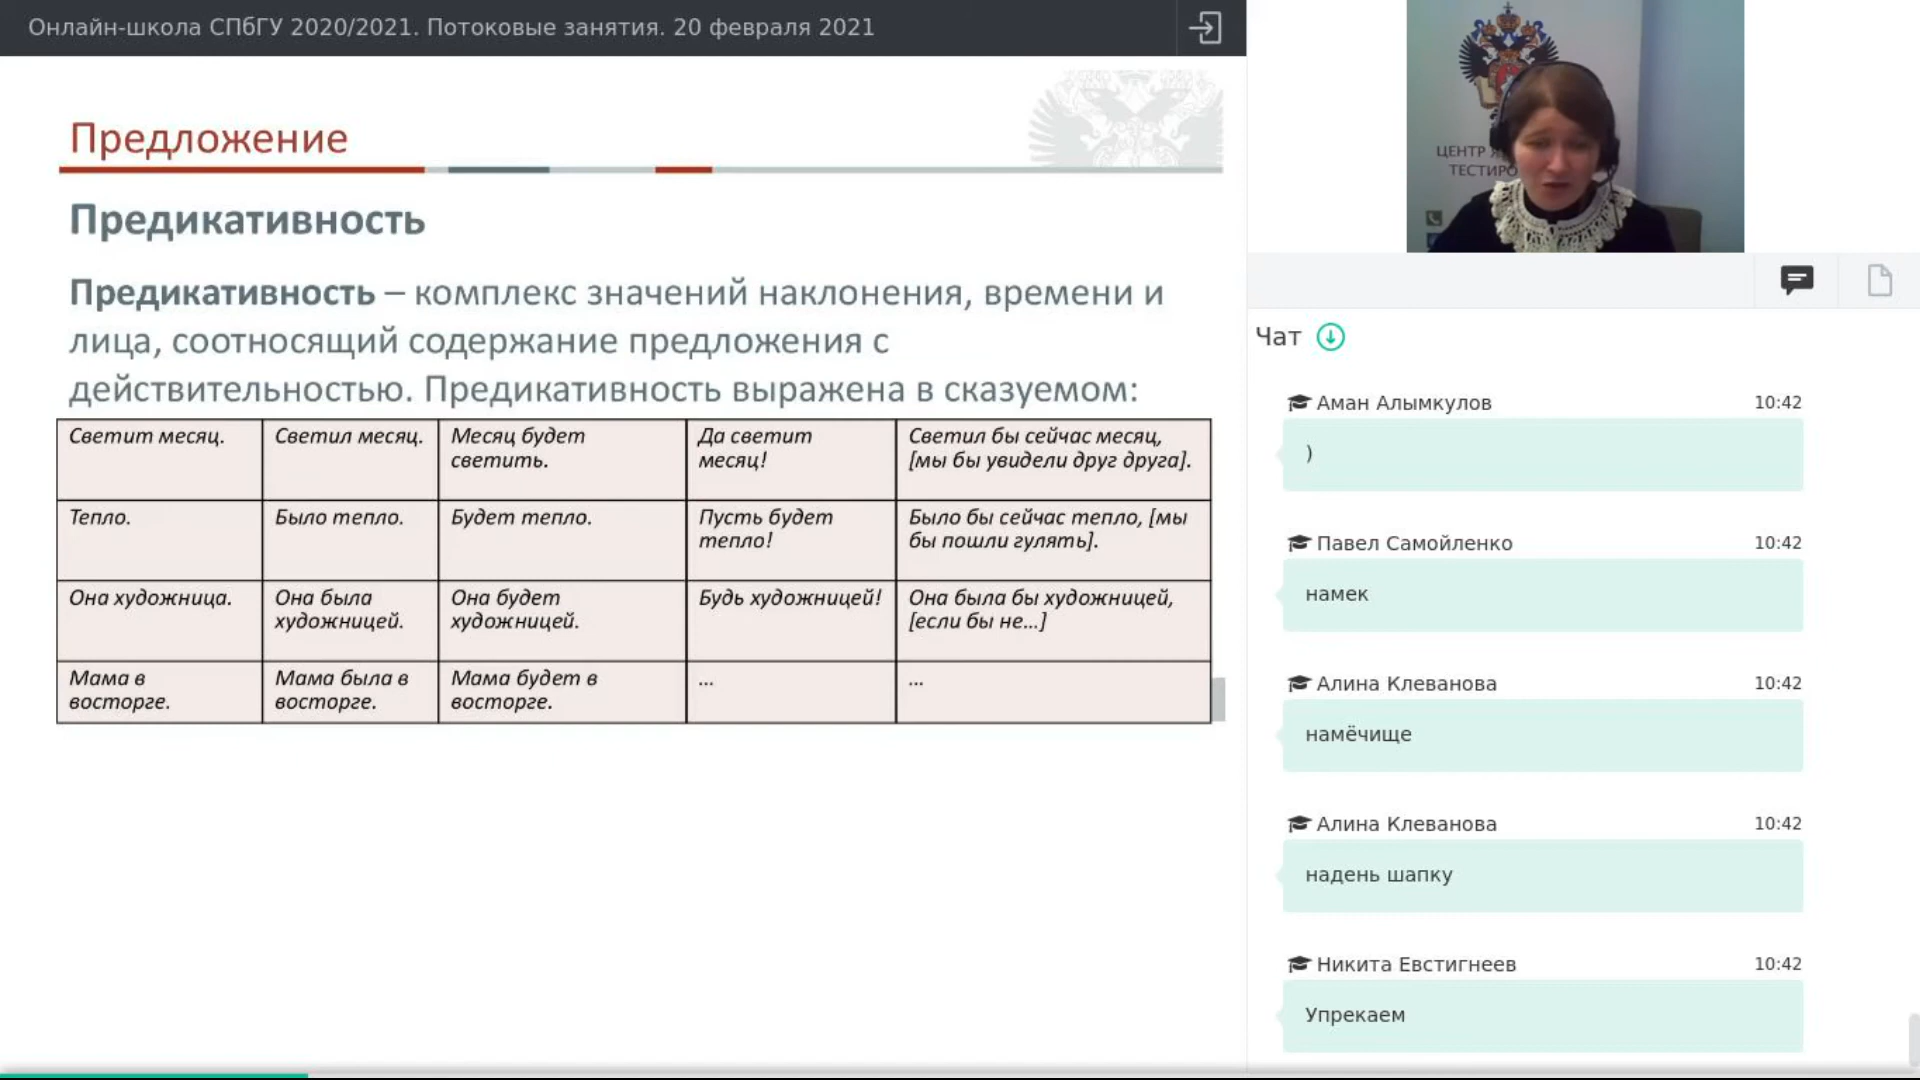 Онлайн-школа СПбГУ 2020/2021. Потоковые занятия. 20 февраля 2021
Предложение
Предикативность
Предикативность – комплекс значений наклонения, времени и
лица, соотносящий содержание предложения с
действительностью. Предикативность выражена в сказуемом:
Светит месяц.
Светил месяц.
Месяц будет
светить.
Да светит
месяц!
Светил бы сейчас месяц,
[мы бы увидели друг друга].
Тепло.
Было тепло.
Будет тепло.
Пусть будет
тепло!
Было бы сейчас тепло, [мы
бы пошли гулять].
Она художница.
Она была
художницей.
Она будет
художницей.
Будь художницей!
Она была бы художницей,
[если бы не...]
Мама в
восторге.
Мама была в
восторге.
Мама будет в
восторге.
...
...
ЦЕНТР
Чат
Аман Алымкулов 10:42
)
Павел Самойленко 10:42
намек
Алина Клеванова 10:42
намёчище
Алина Клеванова 10:42
надень шапку
Никита Евстигнеев 10:42
Упрекаем